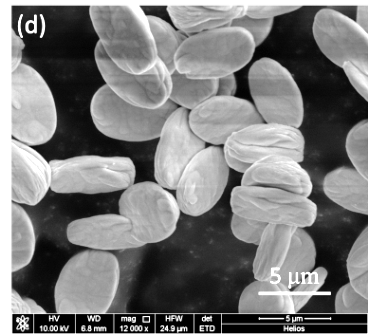 (d)
5 μm
HV WD mag HFW det 5 μm
10.00 kV 6.8 mm 12 000 x 24.9 μm ETD Helios